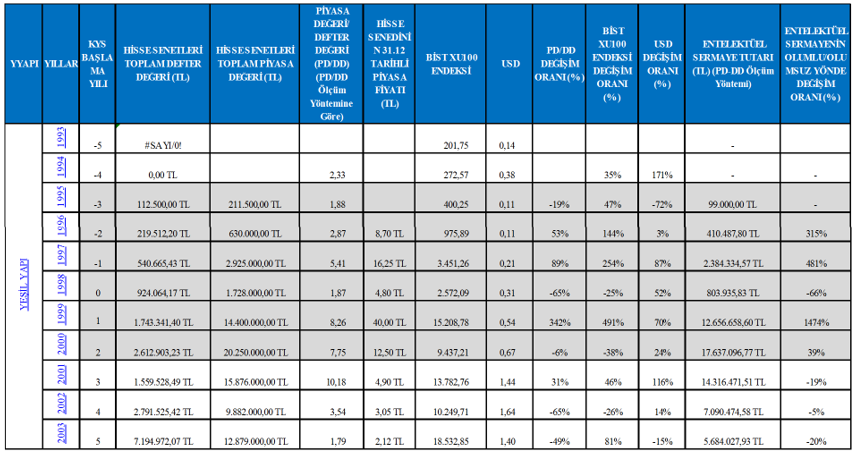 YYAPI | YILLAR | KYS BAŞLAMA YILI | HİSSE SENETLERİ TOPLAM DEFTER DEĞERİ (TL) | HİSSE SENETLERİ TOPLAM PİYASA DEĞERİ (TL) | PİYASA DEĞERİ/ DEFTER DEĞERİ (PD/DD) (PD/DD Ölçüm Yöntemine Göre) | HİSSE SENEDİNİN 31.12 TARİHLİ PİYASA FİYATI (TL) | BİST XU100 ENDEKSİ | USD | PD/DD DEĞİŞİM ORANI (%) | BİST XU100 ENDEKSİ DEĞİŞİM ORANI (%) | USD DEĞİŞİM ORANI (%) | ENTELEKTÜEL SERMAYE TUTARI (TL) (PD-DD Ölçüm Yöntemi) | ENTELEKTÜEL SERMAYENİN OLUMLU/OLUMSUZ YÖNDE DEĞİŞİM ORANI (%)
YEŞİL YAPI
1993 | -5 | #SAYI/0! | 201,75 | 0,14 | -
1994 | -4 | 0,00 TL | 2,33 | 272,57 | 0,38 | 35% | 171% | - | -
1995 | -3 | 112.500,00 TL | 211.500,00 TL | 1,88 | 400,25 | 0,11 | -19% | 47% | -72% | 99.000,00 TL | -
1996 | -2 | 219.512,20 TL | 630.000,00 TL | 2,87 | 8,70 TL | 975,89 | 0,11 | 53% | 144% | 3% | 410.487,80 TL | 315%
1997 | -1 | 540.665,43 TL | 2.925.000,00 TL | 5,41 | 16,25 TL | 3.451,26 | 0,21 | 89% | 254% | 87% | 2.384.334,57 TL | 481%
1998 | 0 | 924.064,17 TL | 1.728.000,00 TL | 1,87 | 4,80 TL | 2.572,09 | 0,31 | -65% | -25% | 52% | 803.935,83 TL | -66%
1999 | 1 | 1.743.341,40 TL | 14.400.000,00 TL | 8,26 | 40,00 TL | 15.208,78 | 0,54 | 342% | 491% | 70% | 12.656.658,60 TL | 1474%
2000 | 2 | 2.612.903,23 TL | 20.250.000,00 TL | 7,75 | 12,50 TL | 9.437,21 | 0,67 | -6% | -38% | 24% | 17.637.096,77 TL | 39%
2001 | 3 | 1.559.528,49 TL | 15.876.000,00 TL | 10,18 | 4,90 TL | 13.782,76 | 1,44 | 31% | 46% | 116% | 14.316.471,51 TL | -19%
2002 | 4 | 2.791.525,42 TL | 9.882.000,00 TL | 3,54 | 3,05 TL | 10.249,71 | 1,64 | -65% | -26% | 14% | 7.090.474,58 TL | -5%
2003 | 5 | 7.194.972,07 TL | 12.879.000,00 TL | 1,79 | 2,12 TL | 18.532,85 | 1,40 | -49% | 81% | -15% | 5.684.027,93 TL | -20%